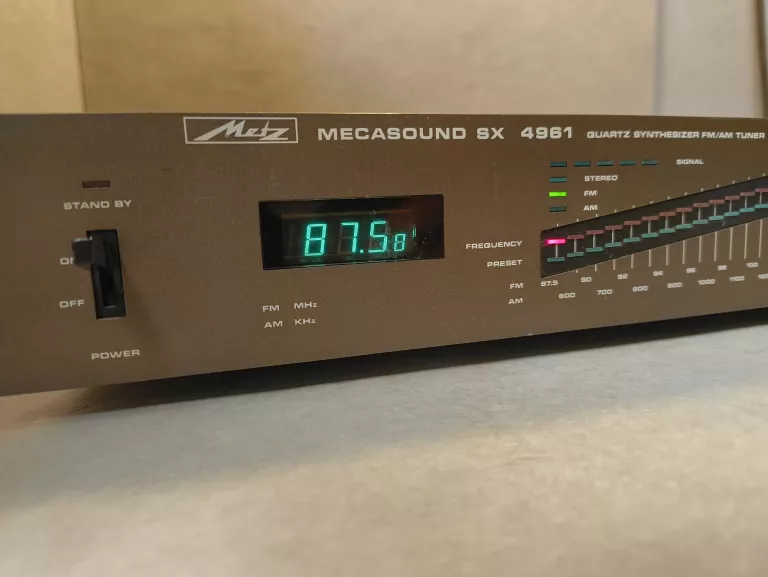 Metz
MECASOUND SX 4961 QUARTZ SYNTHESIZER FM/AM TUNER
SIGNAL
STEREO
FM
AM
STAND BY
ON
OFF
POWER
87.58
FM MHz
AM KHz
FREQUENCY
PRESET
FM 87.5 90 92 94 96 98 100
AM 600 700 800 900 1000 1100